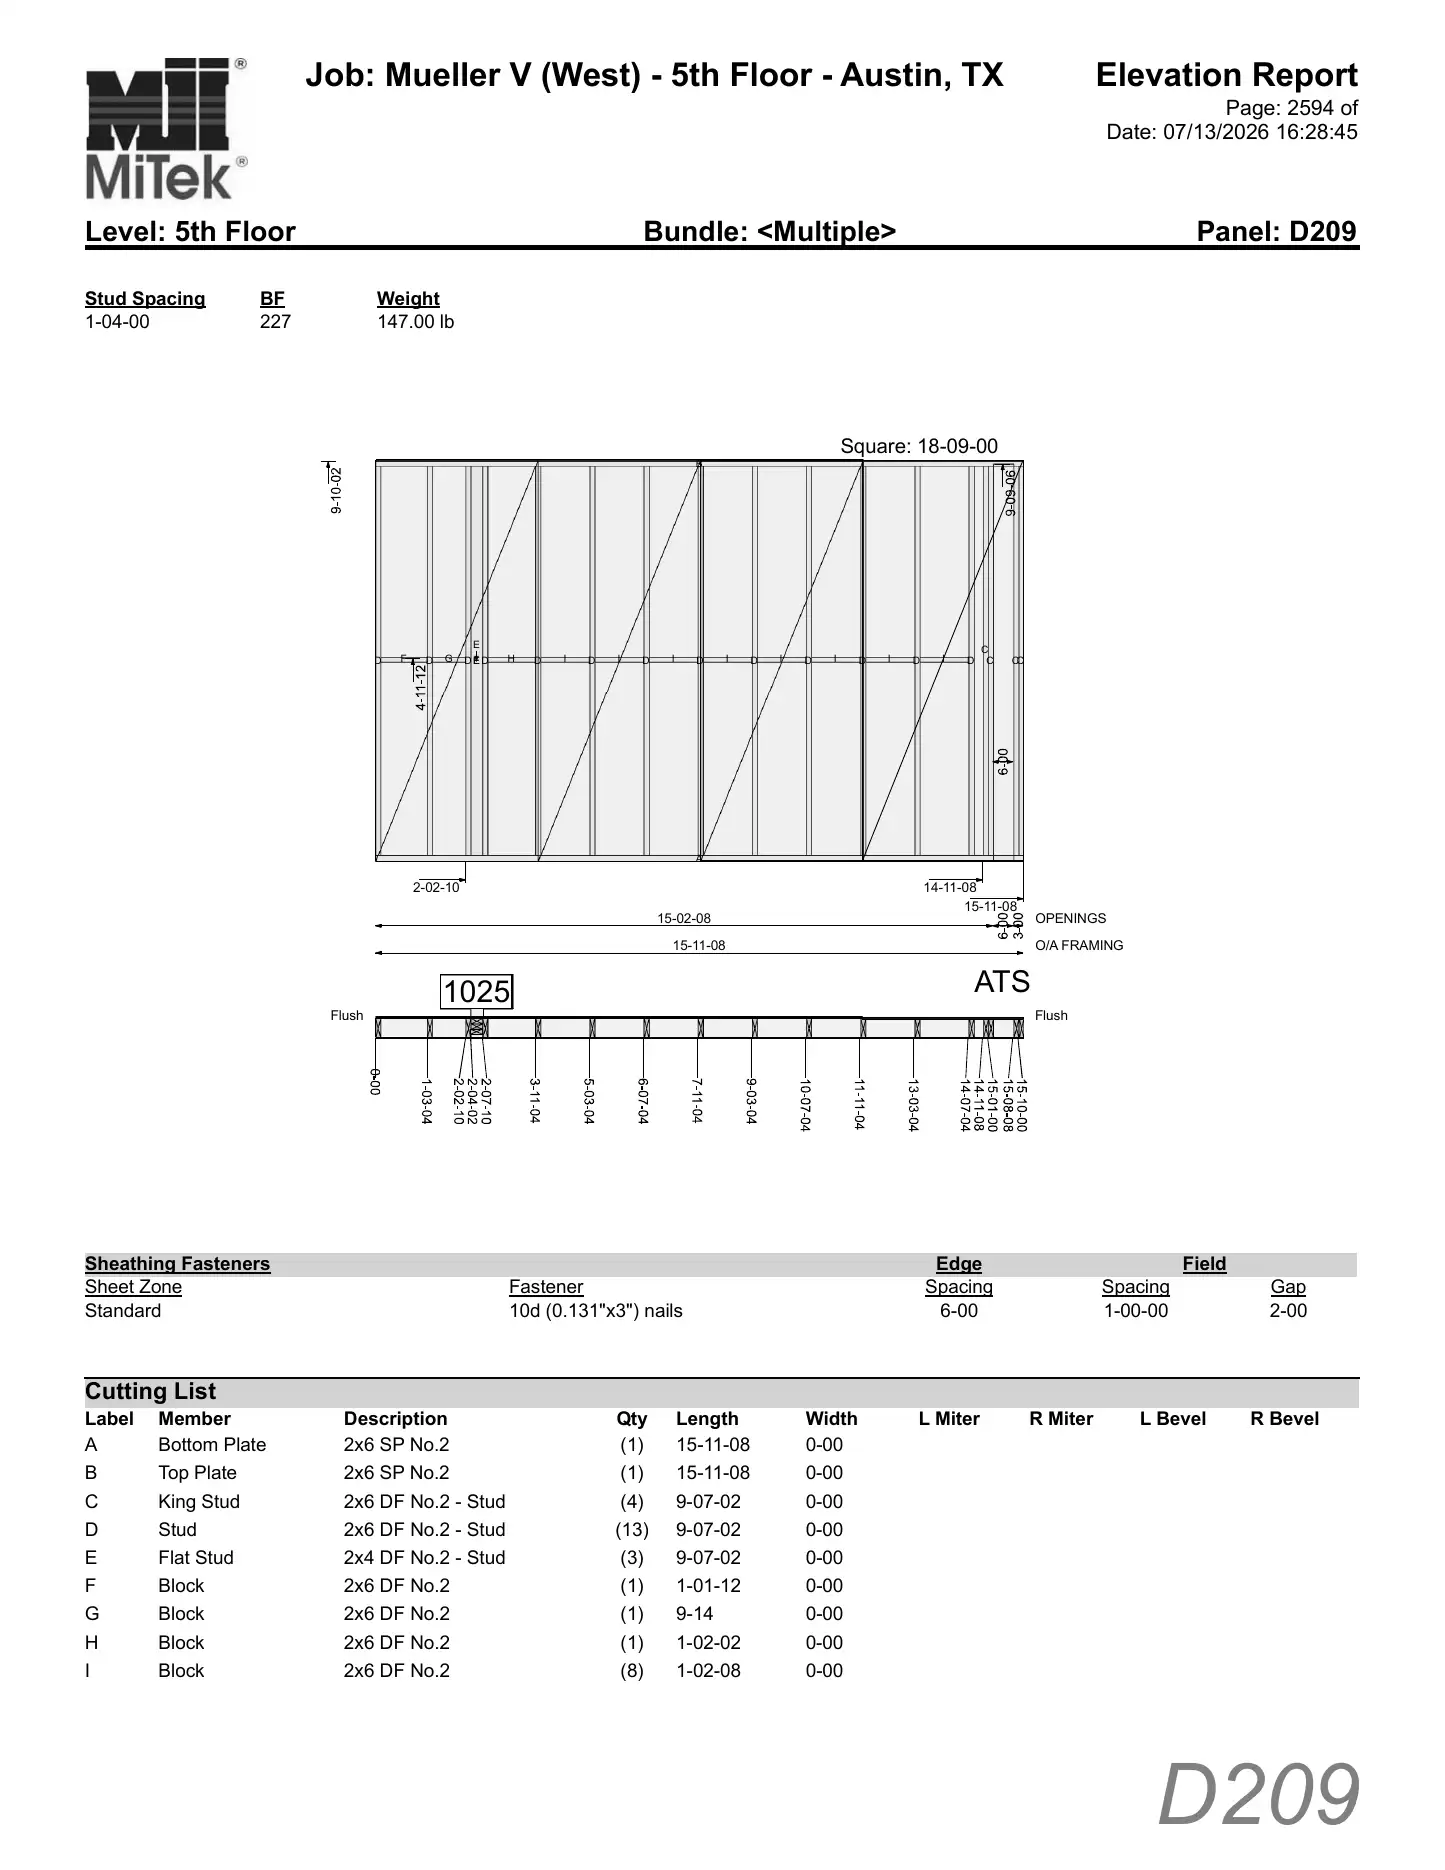 Job: Mueller V (West) - 5th Floor - Austin, TX
Elevation Report
Page: 2594 of
Date: 07/13/2026 16:28:45
MiTek®
Level: 5th Floor Bundle: <Multiple> Panel: D209
Stud Spacing BF Weight
1-04-00 227 147.00 lb
Square: 18-09-00
9-10-02
9-09-06
E
C
F G E H I I I I I I I I
4-11-12
6-00
2-02-10 14-11-08
15-11-08
15-02-08 6-00 3-00 OPENINGS
15-11-08 O/A FRAMING
1025 ATS
Flush Flush
0-00 1-03-04 2-02-10 2-04-02 2-07-10 3-11-04 5-03-04 6-07-04 7-11-04 9-03-04 10-07-04 11-11-04 13-03-04 14-07-04 14-11-08 15-01-00 15-08-08 15-10-00
Sheathing Fasteners Edge Field
Sheet Zone Fastener Spacing Spacing Gap
Standard 10d (0.131"x3") nails 6-00 1-00-00 2-00
Cutting List
Label Member Description Qty Length Width L Miter R Miter L Bevel R Bevel
A Bottom Plate 2x6 SP No.2 (1) 15-11-08 0-00
B Top Plate 2x6 SP No.2 (1) 15-11-08 0-00
C King Stud 2x6 DF No.2 - Stud (4) 9-07-02 0-00
D Stud 2x6 DF No.2 - Stud (13) 9-07-02 0-00
E Flat Stud 2x4 DF No.2 - Stud (3) 9-07-02 0-00
F Block 2x6 DF No.2 (1) 1-01-12 0-00
G Block 2x6 DF No.2 (1) 9-14 0-00
H Block 2x6 DF No.2 (1) 1-02-02 0-00
I Block 2x6 DF No.2 (8) 1-02-08 0-00
D209